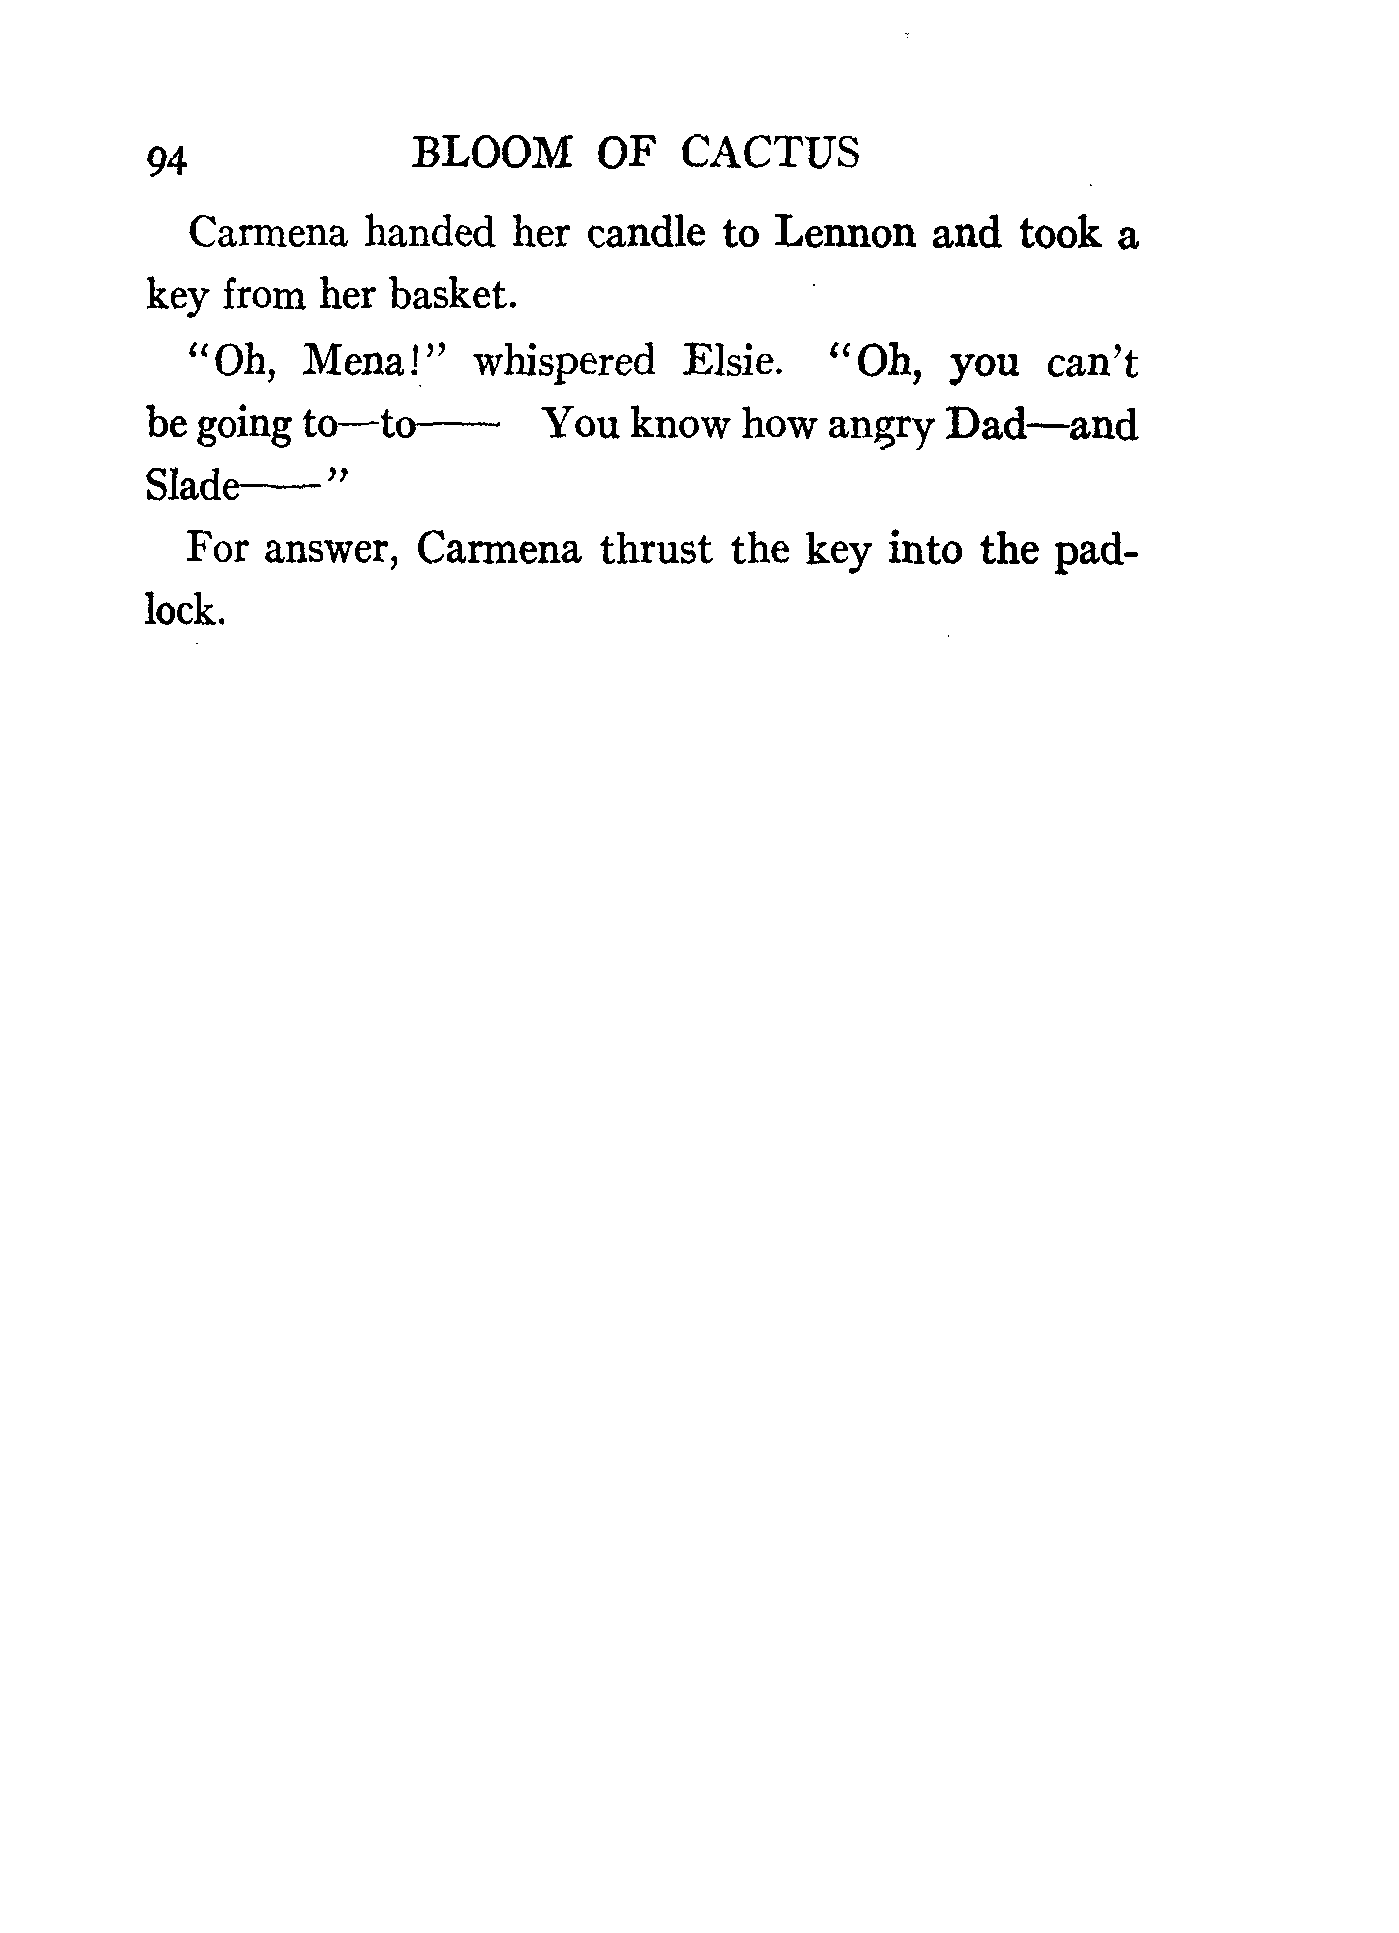 94 BLOOM OF CACTUS
Carmena handed her candle to Lennon and took a
key from her basket.
“Oh, Mena!” whispered Elsie. “Oh, you can’t
be going to—to—— You know how angry Dad—and
Slade——”
For answer, Carmena thrust the key into the pad-
lock.